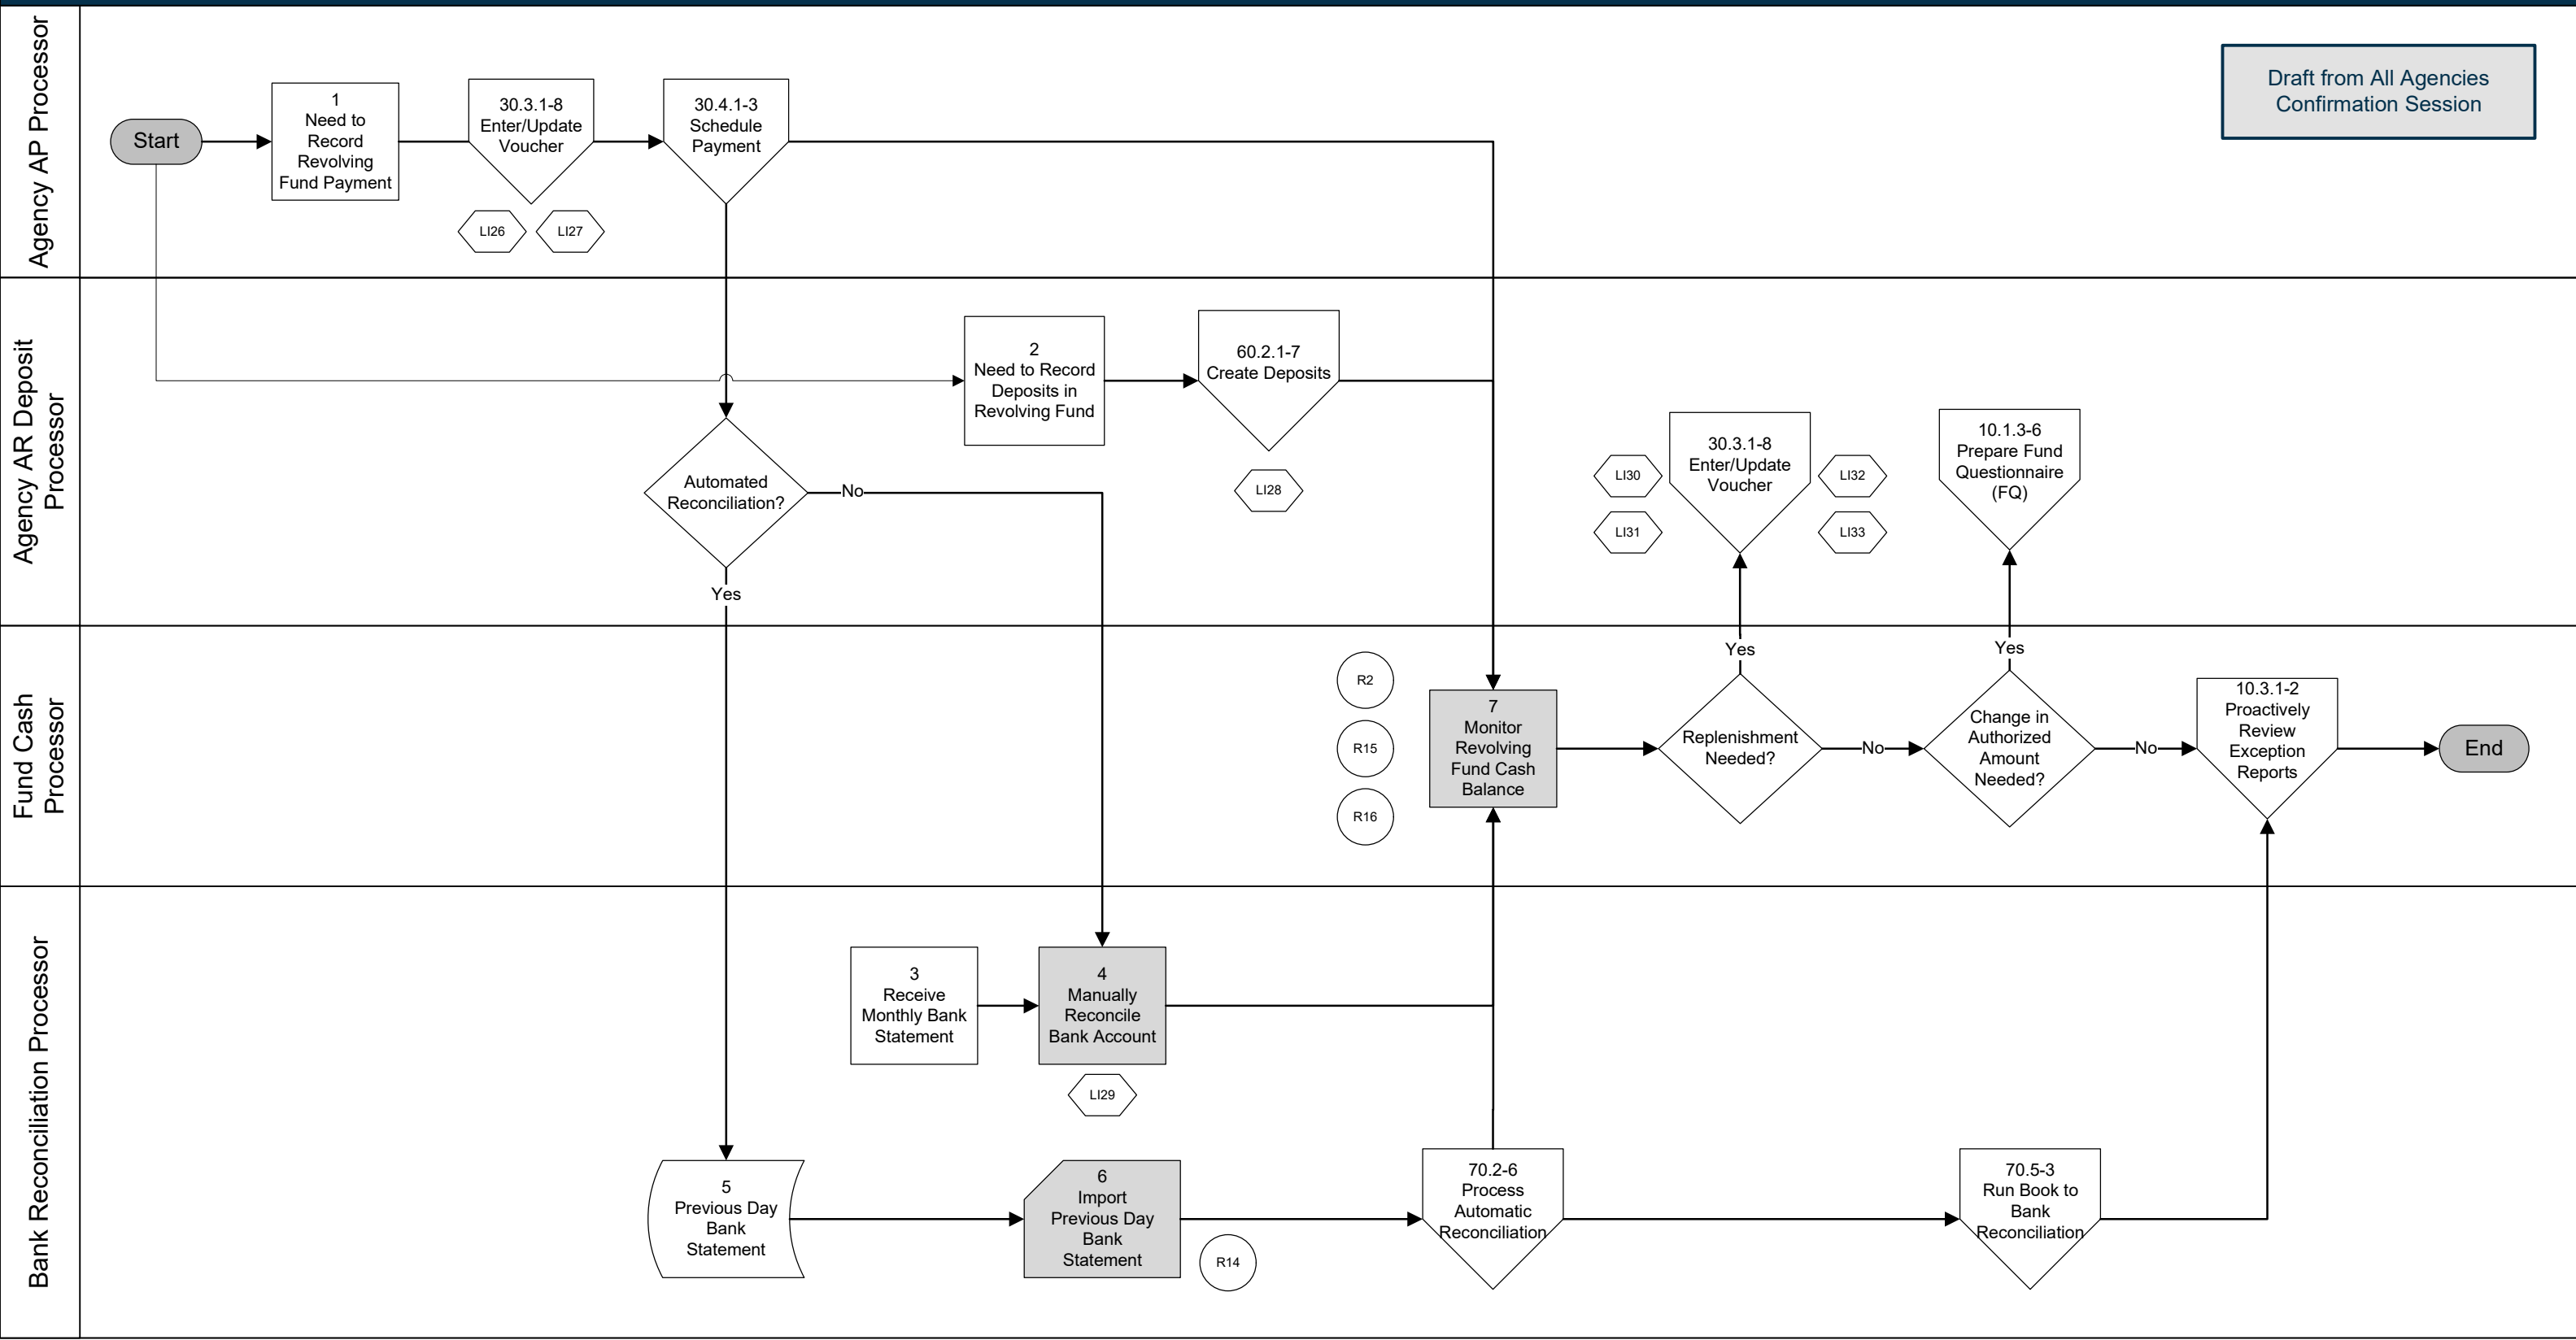 Agency AP Processor
Start
1
Need to
Record
Revolving
Fund Payment
30.3.1-8
Enter/Update
Voucher
LI26
LI27
30.4.1-3
Schedule
Payment
Draft from All Agencies
Confirmation Session
Agency AR Deposit
Processor
2
Need to Record
Deposits in
Revolving Fund
60.2.1-7
Create Deposits
LI28
Automated
Reconciliation?
No
Yes
LI30
LI31
30.3.1-8
Enter/Update
Voucher
LI32
LI33
10.1.3-6
Prepare Fund
Questionnaire
(FQ)
Fund Cash
Processor
R2
R15
R16
7
Monitor
Revolving
Fund Cash
Balance
Yes
Replenishment
Needed?
No
Yes
Change in
Authorized
Amount
Needed?
No
10.3.1-2
Proactively
Review
Exception
Reports
End
Bank Reconciliation Processor
3
Receive
Monthly Bank
Statement
4
Manually
Reconcile
Bank Account
LI29
5
Previous Day
Bank
Statement
6
Import
Previous Day
Bank
Statement
R14
70.2-6
Process
Automatic
Reconciliation
70.5-3
Run Book to
Bank
Reconciliation